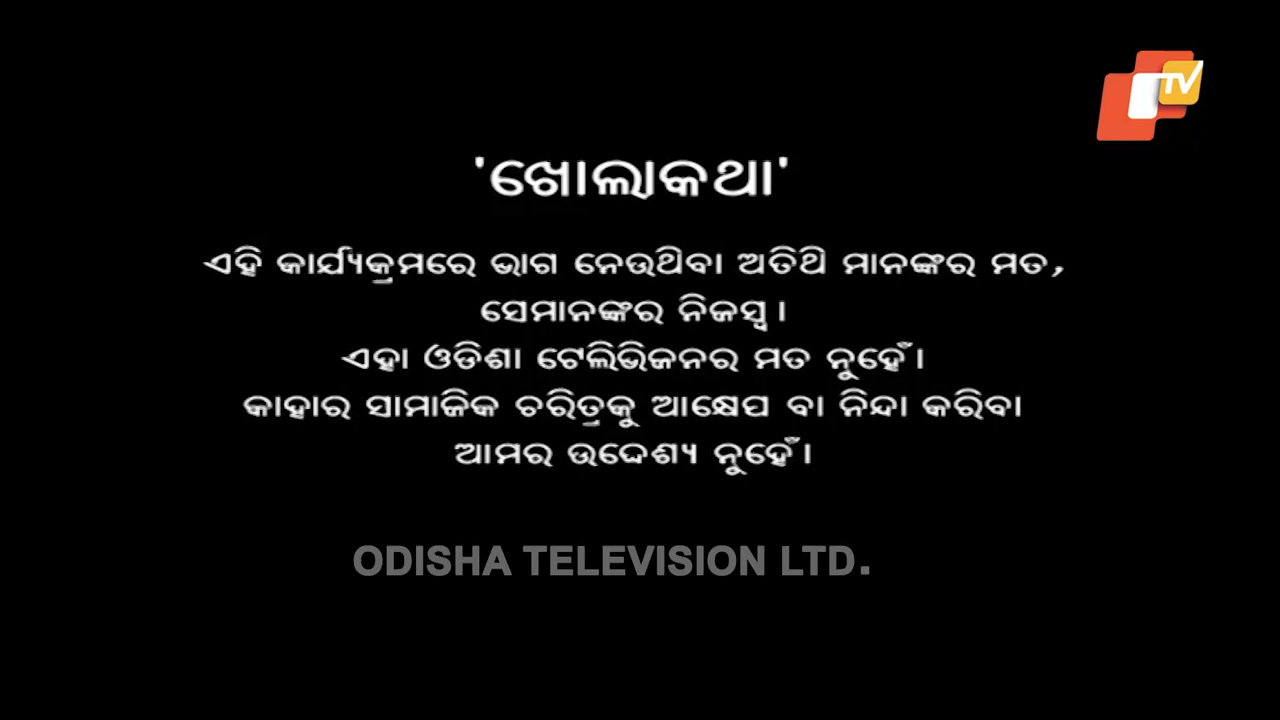 TV
'ଖୋଲାକଥା'
ଏହି କାର୍ଯ୍ୟକ୍ରମରେ ଭାଗ ନେଉଥିବା ଅତିଥି ମାନଙ୍କର ମତ,
ସେମାନଙ୍କର ନିଜସ୍ୱ ।
ଏହା ଓଡିଶା ଟେଲିଭିଜନର ମତ ନୁହେଁ ।
କାହାର ସାମାଜିକ ଚରିତ୍ରକୁ ଆକ୍ଷେପ ବା ନିନ୍ଦା କରିବା
ଆମର ଉଦ୍ଦେଶ୍ୟ ନୁହେଁ ।
ODISHA TELEVISION LTD.